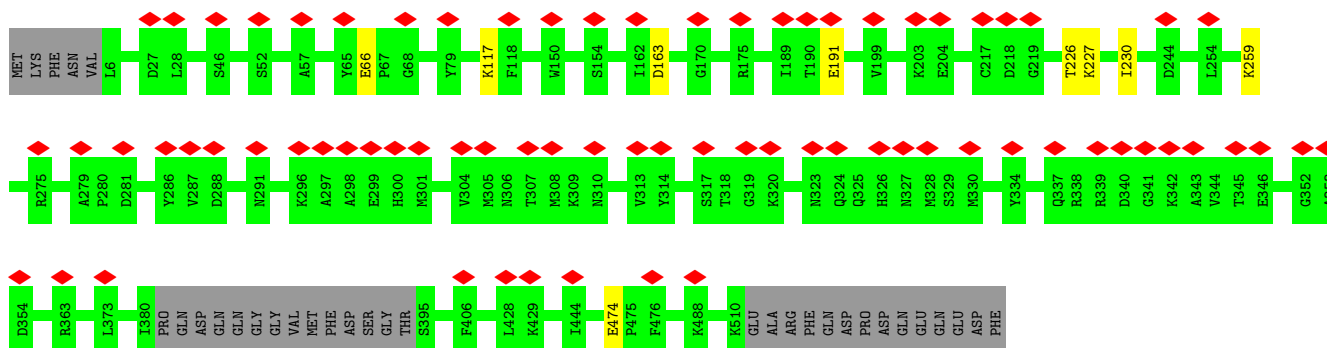 MET LYS PHE ASN VAL L6 D27 L28 S46 S52 A57 Y65 E66 P67 G68 Y79 K117 F118 W150 S154 I162 D163 G170 R175 I189 T190 E191 V199 K203 E204 C217 D218 G219 T226 K227 I230 D244 L254 K259
R275 A279 P280 D281 Y286 V287 D288 N291 K296 A297 A298 E299 H300 M301 V304 M305 N306 T307 M308 K309 N310 V313 Y314 S317 T318 G319 K320 N323 Q324 Q325 H326 N327 M328 S329 M330 Y334 Q337 R338 R339 D340 G341 K342 A343 V344 T345 E346 G352
D354 R363 L373 I380 PRO GLN ASP GLN GLN GLY GLY VAL MET PHE ASP SER GLY THR S395 F406 L428 K429 I444 E474 P475 F476 K488 K510 GLU ALA ARG PHE GLN ASP PRO ASP GLN GLU GLN GLU ASP PHE